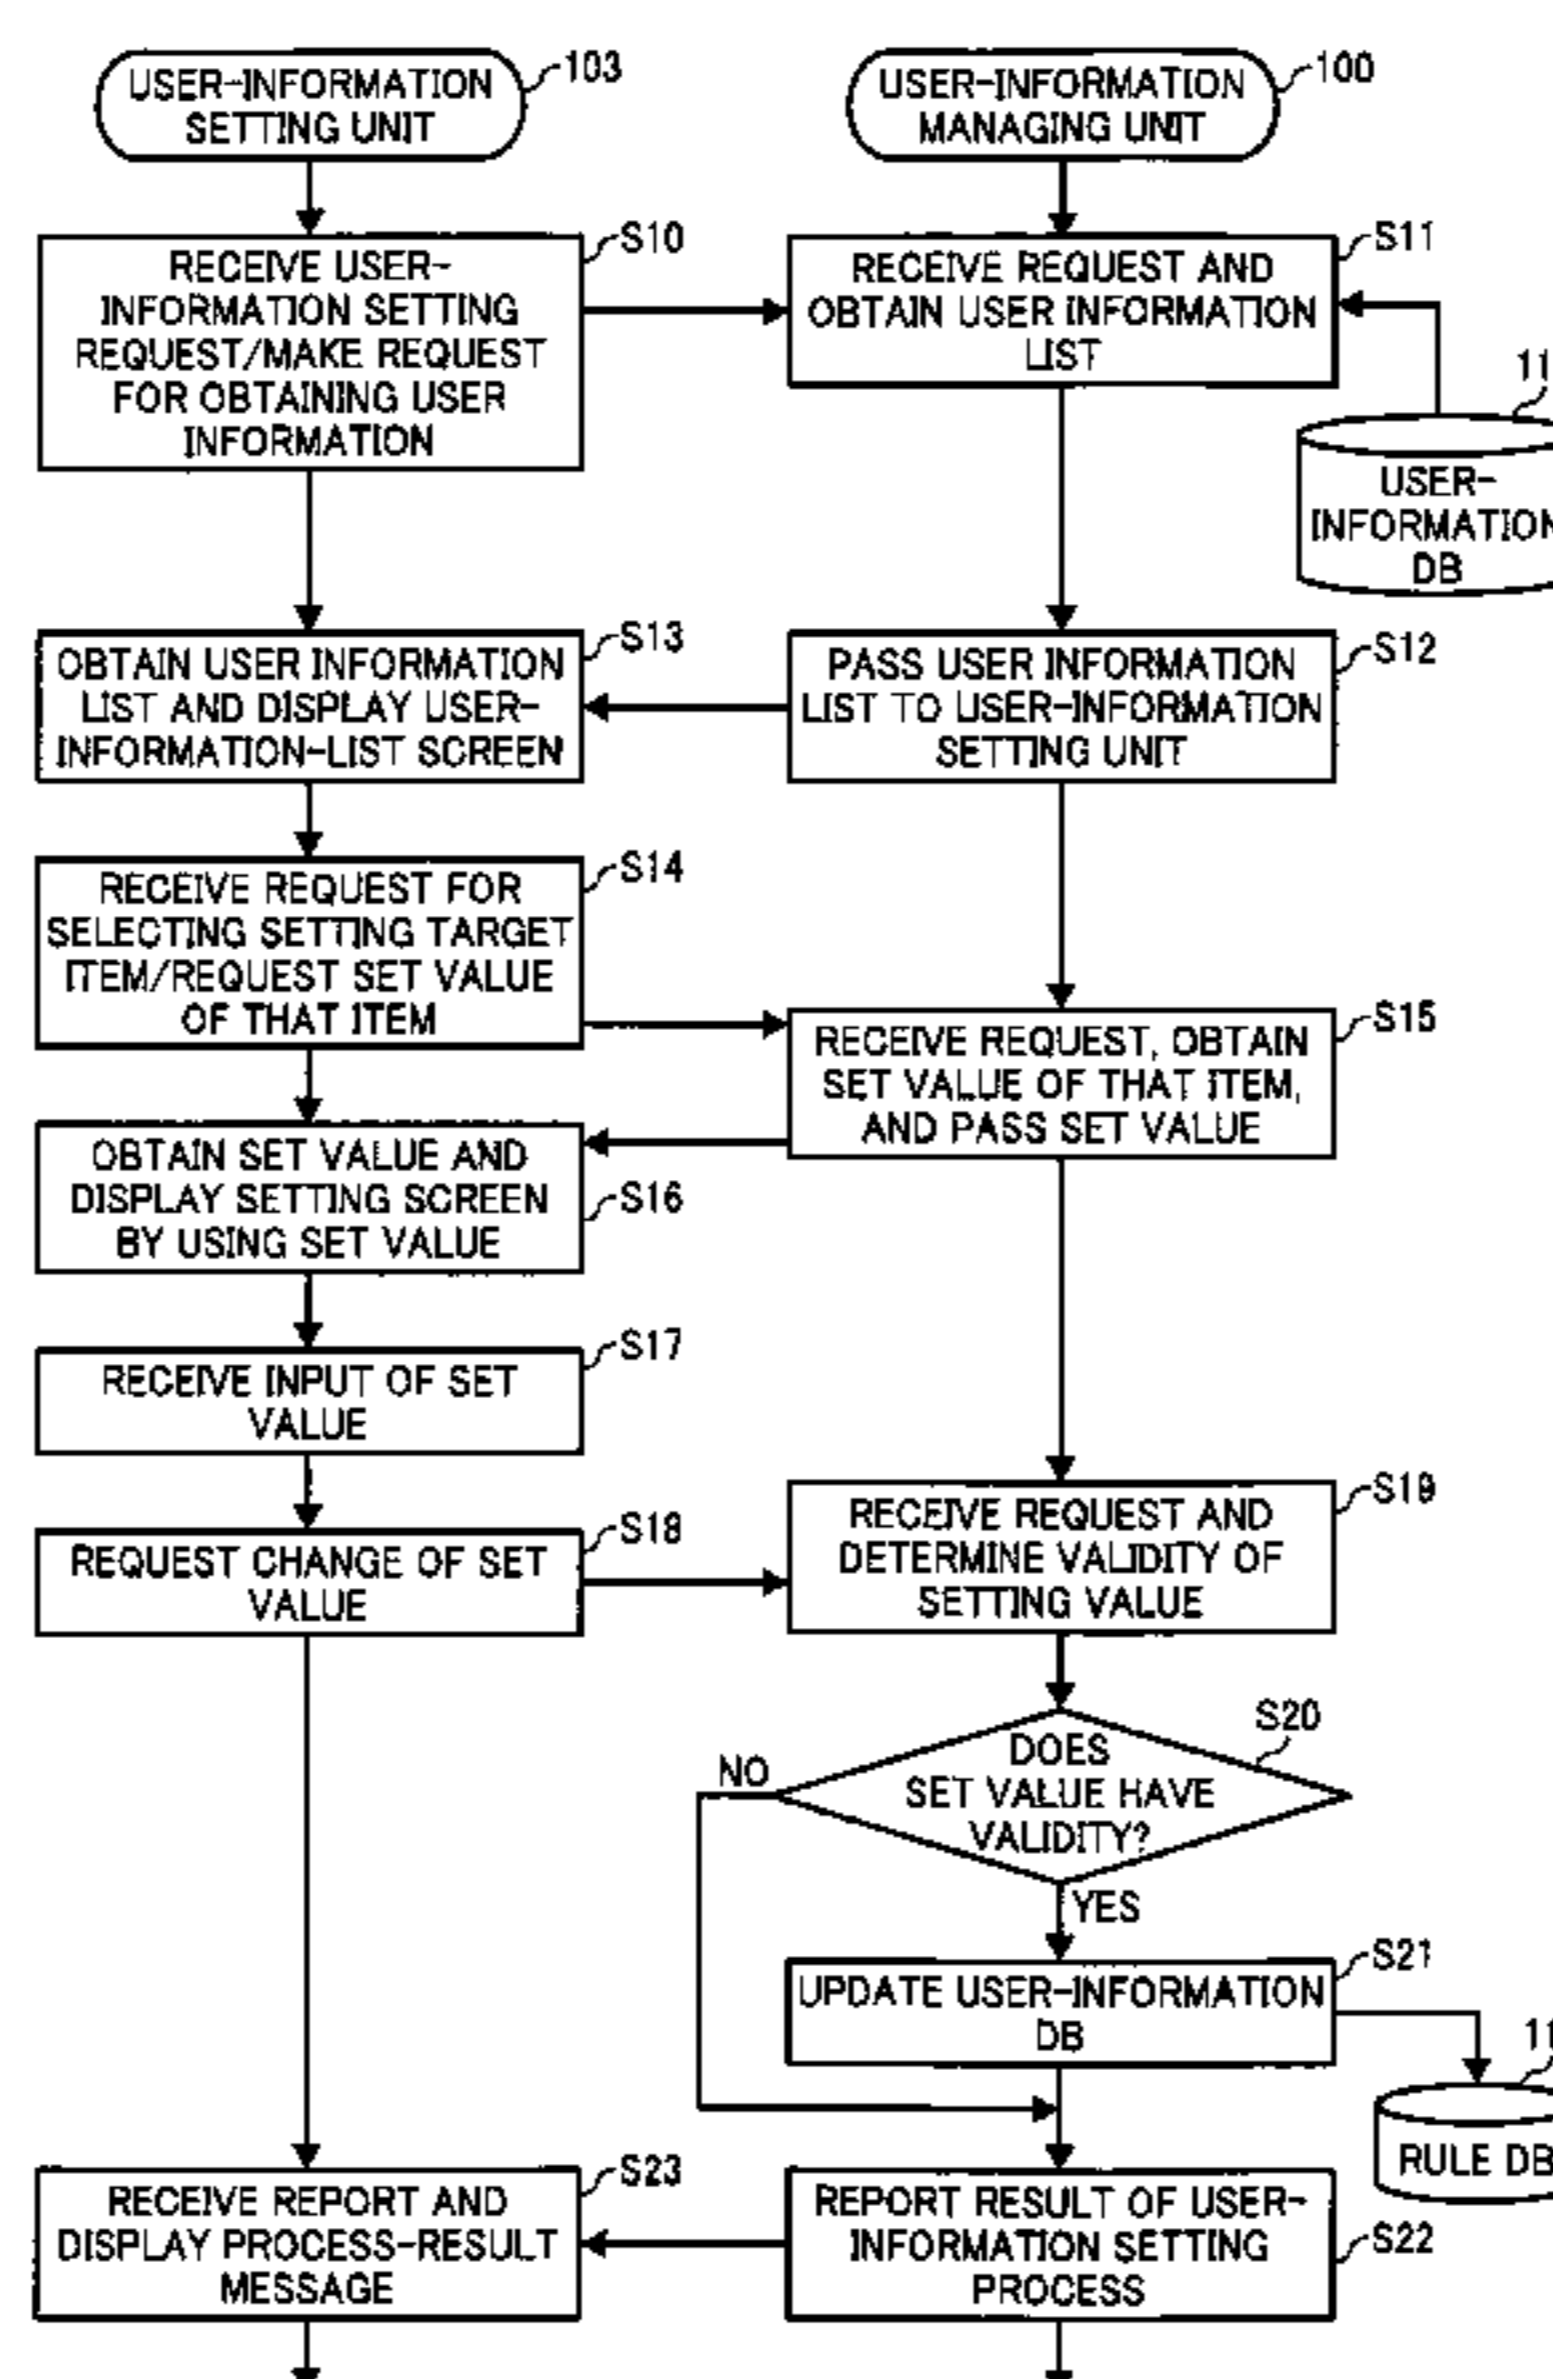 USER-INFORMATION
SETTING UNIT
103
USER-INFORMATION
MANAGING UNIT
100
RECEIVE USER-
INFORMATION SETTING
REQUEST/MAKE REQUEST
FOR OBTAINING USER
INFORMATION
S10
RECEIVE REQUEST AND
OBTAIN USER INFORMATION
LIST
S11
11
USER-
INFORMATION
DB
OBTAIN USER INFORMATION
LIST AND DISPLAY USER-
INFORMATION-LIST SCREEN
S13
PASS USER INFORMATION
LIST TO USER-INFORMATION
SETTING UNIT
S12
RECEIVE REQUEST FOR
SELECTING SETTING TARGET
ITEM/REQUEST SET VALUE
OF THAT ITEM
S14
RECEIVE REQUEST, OBTAIN
SET VALUE OF THAT ITEM,
AND PASS SET VALUE
S15
OBTAIN SET VALUE AND
DISPLAY SETTING SCREEN
BY USING SET VALUE
S16
RECEIVE INPUT OF SET
VALUE
S17
REQUEST CHANGE OF SET
VALUE
S18
RECEIVE REQUEST AND
DETERMINE VALIDITY OF
SETTING VALUE
S19
DOES
SET VALUE HAVE
VALIDITY?
S20
NO
YES
UPDATE USER-INFORMATION
DB
S21
11
RULE DB
RECEIVE REPORT AND
DISPLAY PROCESS-RESULT
MESSAGE
S23
REPORT RESULT OF USER-
INFORMATION SETTING
PROCESS
S22